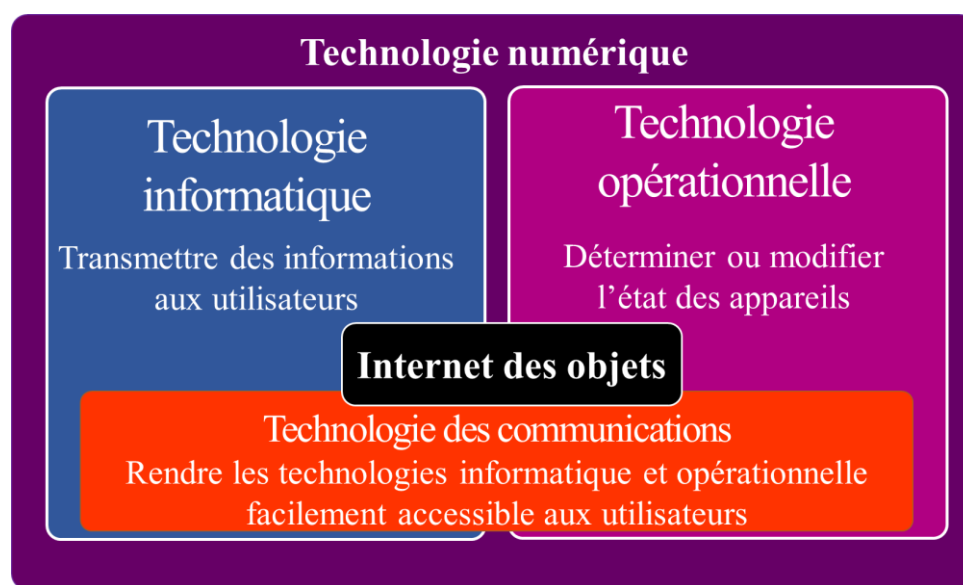 Technologie numérique
Technologie
informatique
Transmettre des informations
aux utilisateurs
Technologie
opérationnelle
Déterminer ou modifier
l’état des appareils
Internet des objets
Technologie des communications
Rendre les technologies informatique et opérationnelle
facilement accessible aux utilisateurs